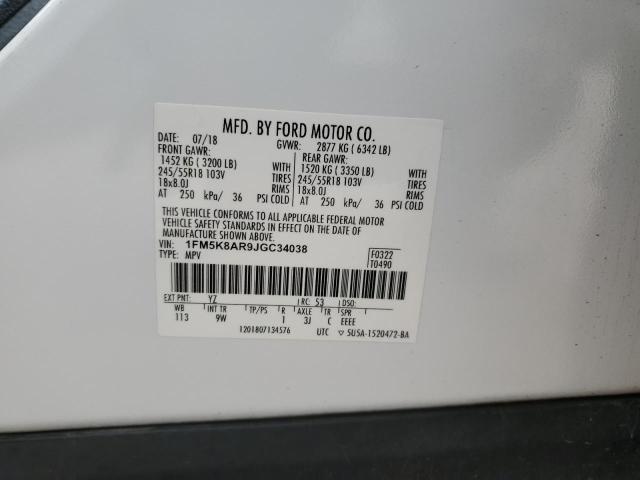 MFD. BY FORD MOTOR CO.
DATE: 07/18 GVWR: 2877 KG ( 6342 LB)
FRONT GAWR: REAR GAWR:
1452 KG ( 3200 LB) WITH 1520 KG ( 3350 LB) WITH
245/55R18 103V TIRES 245/55R18 103V TIRES
18x8.0J RIMS 18x8.0J RIMS
AT 250 kPa/ 36 PSI COLD AT 250 kPa/ 36 PSI COLD
THIS VEHICLE CONFORMS TO ALL APPLICABLE FEDERAL MOTOR
VEHICLE SAFETY STANDARDS IN EFFECT ON THE DATE OF
MANUFACTURE SHOWN ABOVE.
VIN: 1FM5K8AR9JGC34038 F0322
TYPE: MPV T0490
EXT PNT: YZ RC: 53 DSO:
WB INT TR TP/PS R AXLE TR SPR
113 9W 1 3J C EEEE
1201807134576 UTC ▽ 5U5A-1520472-BA